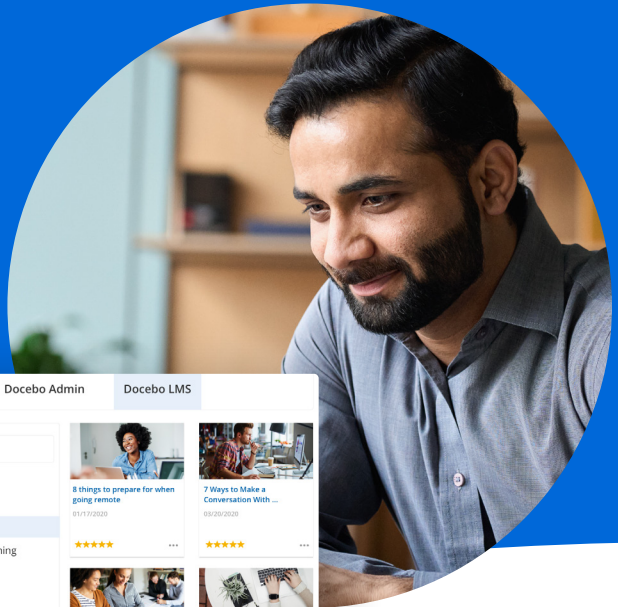 Docebo Admin
Docebo LMS
8 things to prepare for when
going remote
01/17/2020
7 Ways to Make a
Conversation With ...
03/20/2020